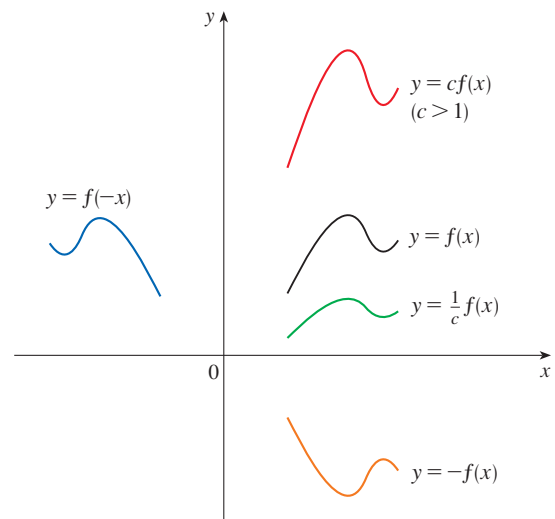 y
y = cf(x)
(c > 1)
y = f(−x)
y = f(x)
y = 1/c f(x)
0
x
y = −f(x)